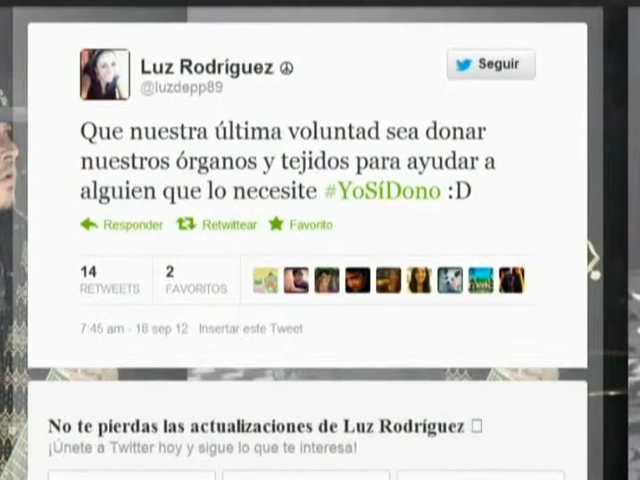 Luz Rodríguez ☮
@luzdepp89
Seguir
Que nuestra última voluntad sea donar
nuestros órganos y tejidos para ayudar a
alguien que lo necesite #YoSíDono :D
Responder Retwittear Favorito
14 2
RETWEETS FAVORITOS
7:45 am - 18 sep 12 Insertar este Tweet
No te pierdas las actualizaciones de Luz Rodríguez
¡Únete a Twitter hoy y sigue lo que te interesa!